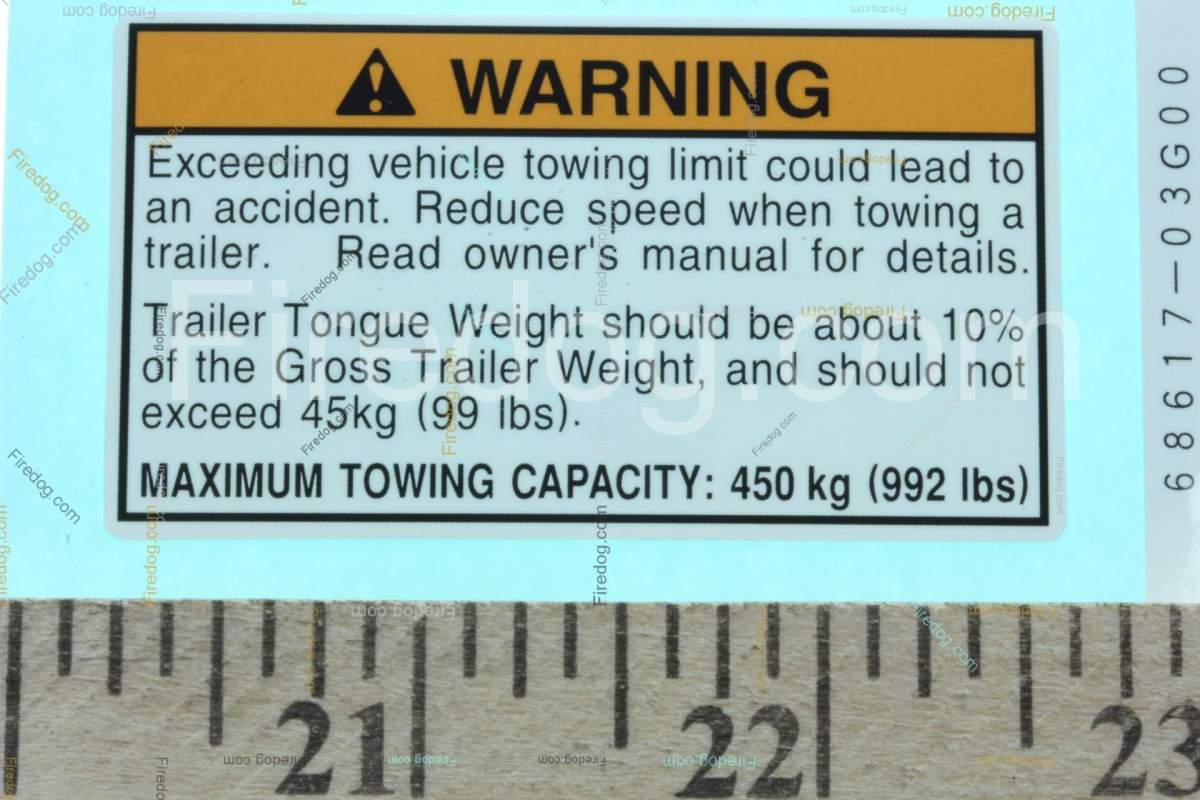 WARNING
Exceeding vehicle towing limit could lead to
an accident. Reduce speed when towing a
trailer. Read owner's manual for details.
Trailer Tongue Weight should be about 10%
of the Gross Trailer Weight, and should not
exceed 45kg (99 lbs).
MAXIMUM TOWING CAPACITY: 450 kg (992 lbs)
68617-03G00
Firedog.com
21 22 23